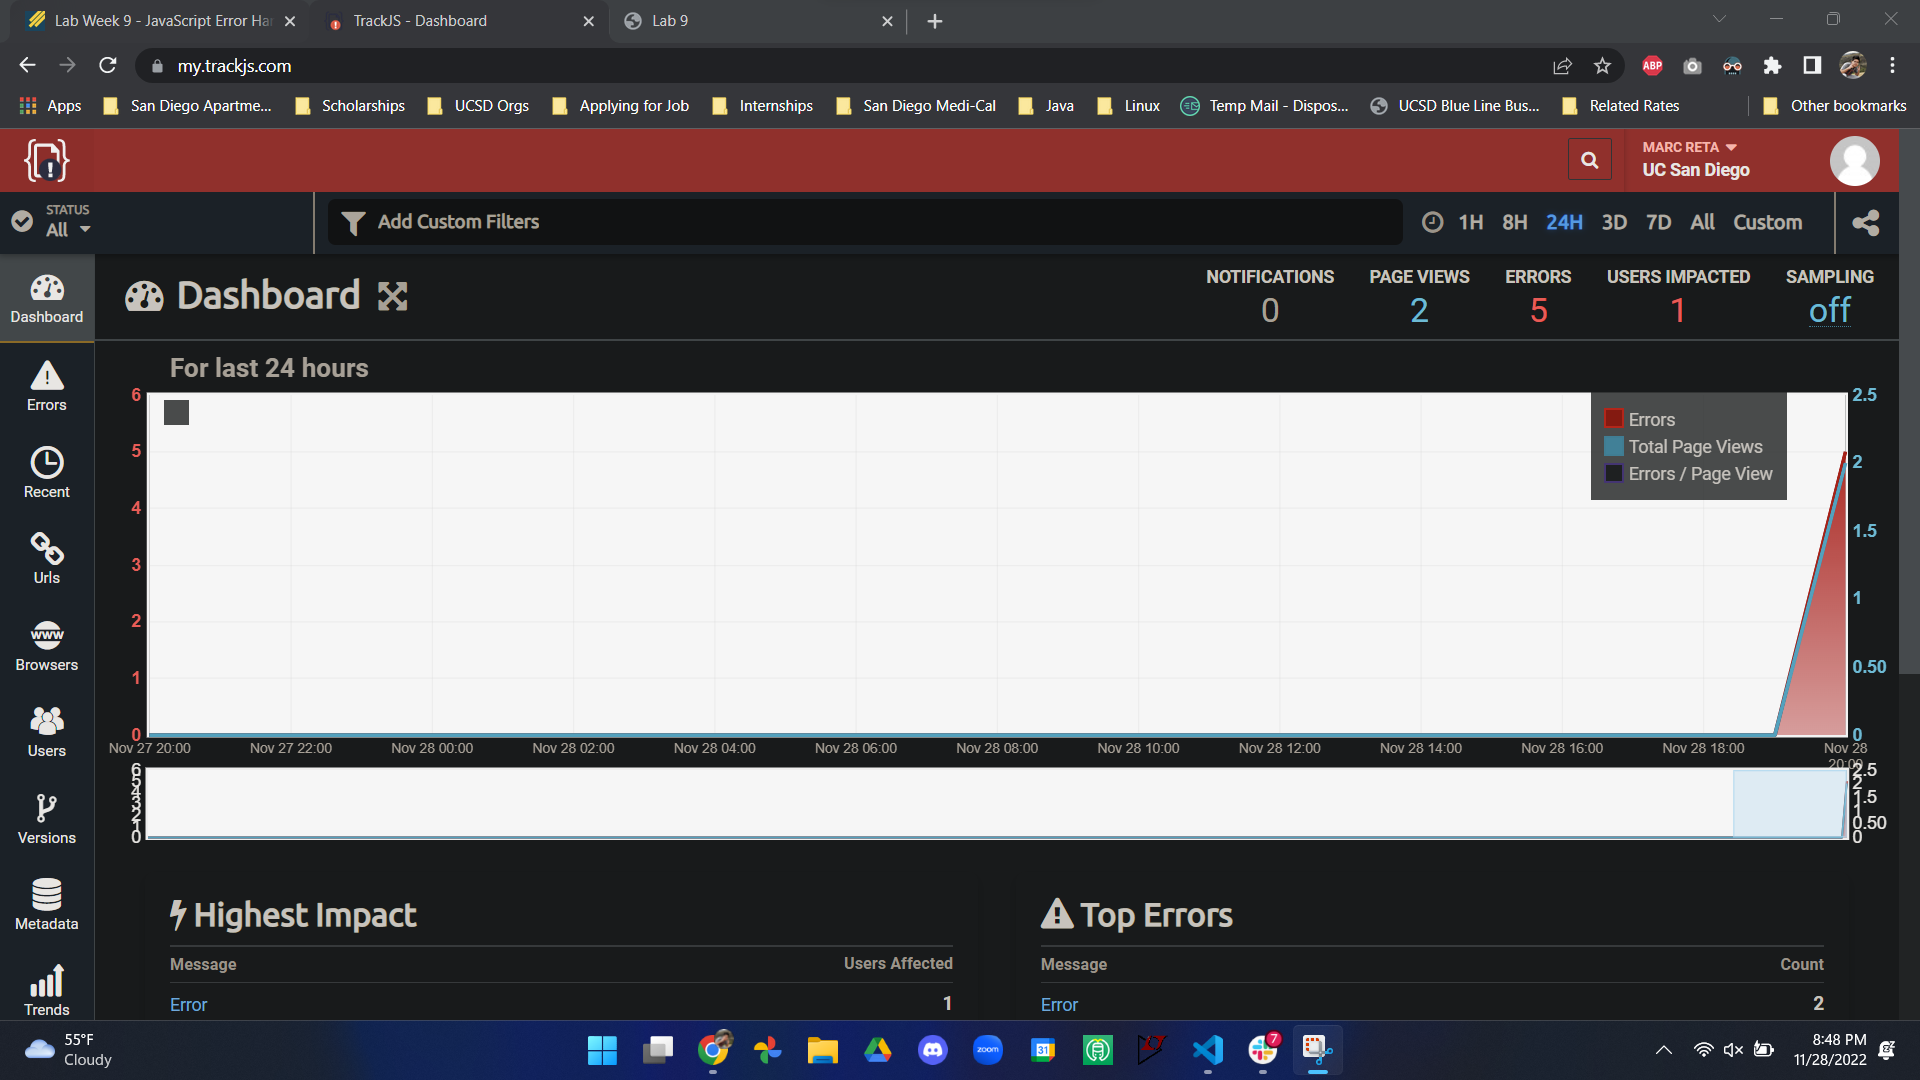 Lab Week 9 - JavaScript Error Har
TrackJS - Dashboard
Lab 9
my.trackjs.com
ABP
Apps
San Diego Apartme...
Scholarships
UCSD Orgs
Applying for Job
Internships
San Diego Medi-Cal
Java
Linux
Temp Mail - Dispos...
UCSD Blue Line Bus...
Related Rates
Other bookmarks
MARC RETA
UC San Diego
STATUS
All
Add Custom Filters
1H 8H 24H 3D 7D All Custom
Dashboard
Errors
Recent
Urls
www
Browsers
Users
Versions
Metadata
Trends
Dashboard
NOTIFICATIONS
0
PAGE VIEWS
2
ERRORS
5
USERS IMPACTED
1
SAMPLING
off
For last 24 hours
6
5
4
3
2
1
0
2.5
2
1.5
1
0.50
0
Errors
Total Page Views
Errors / Page View
Nov 27 20:00
Nov 27 22:00
Nov 28 00:00
Nov 28 02:00
Nov 28 04:00
Nov 28 06:00
Nov 28 08:00
Nov 28 10:00
Nov 28 12:00
Nov 28 14:00
Nov 28 16:00
Nov 28 18:00
Nov 28
20:00
6
5
4
3
2
1
0
2.5
2
1.5
1
0.50
0
Highest Impact
Message Users Affected
Error 1
Top Errors
Message Count
Error 2
55°F
Cloudy
zoom
31
7
8:48 PM
11/28/2022